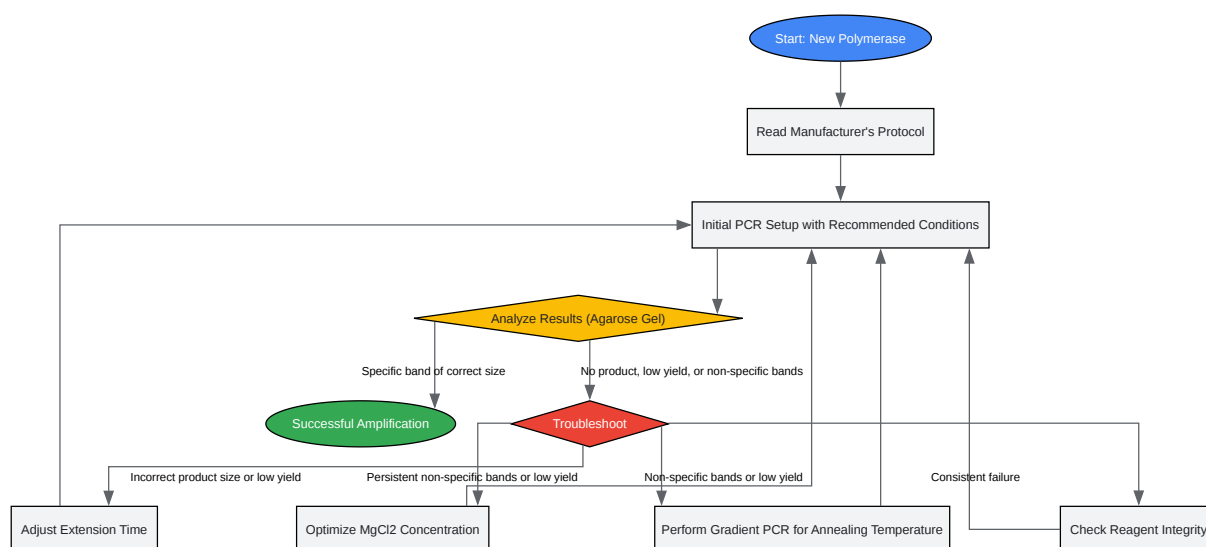 Start: New Polymerase
Read Manufacturer's Protocol
Initial PCR Setup with Recommended Conditions
Analyze Results (Agarose Gel)
Specific band of correct size
No product, low yield, or non-specific bands
Successful Amplification
Troubleshoot
Incorrect product size or low yield
Persistent non-specific bands or low yield
Non-specific bands or low yield
Consistent failure
Adjust Extension Time
Optimize MgCl2 Concentration
Perform Gradient PCR for Annealing Temperature
Check Reagent Integrity